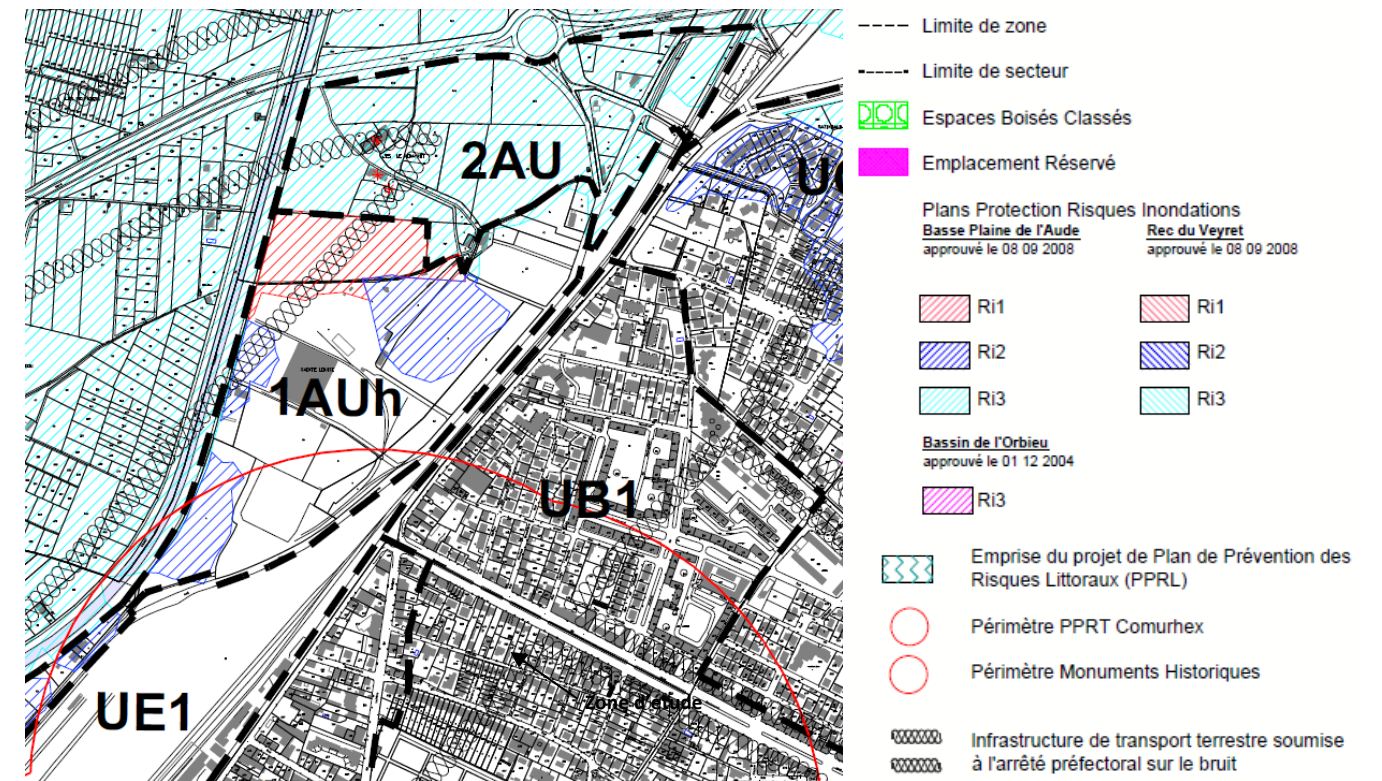 2AU
UC
1AUh
UB1
UE1
Zone d'étude
Limite de zone
Limite de secteur
Espaces Boisés Classés
Emplacement Réservé
Plans Protection Risques Inondations
Basse Plaine de l'Aude Rec du Veyret
approuvé le 08 09 2008 approuvé le 08 09 2008
Ri1 Ri1
Ri2 Ri2
Ri3 Ri3
Bassin de l'Orbieu
approuvé le 01 12 2004
Ri3
Emprise du projet de Plan de Prévention des
Risques Littoraux (PPRL)
Périmètre PPRT Comurhex
Périmètre Monuments Historiques
Infrastructure de transport terrestre soumise
à l'arrêté préfectoral sur le bruit